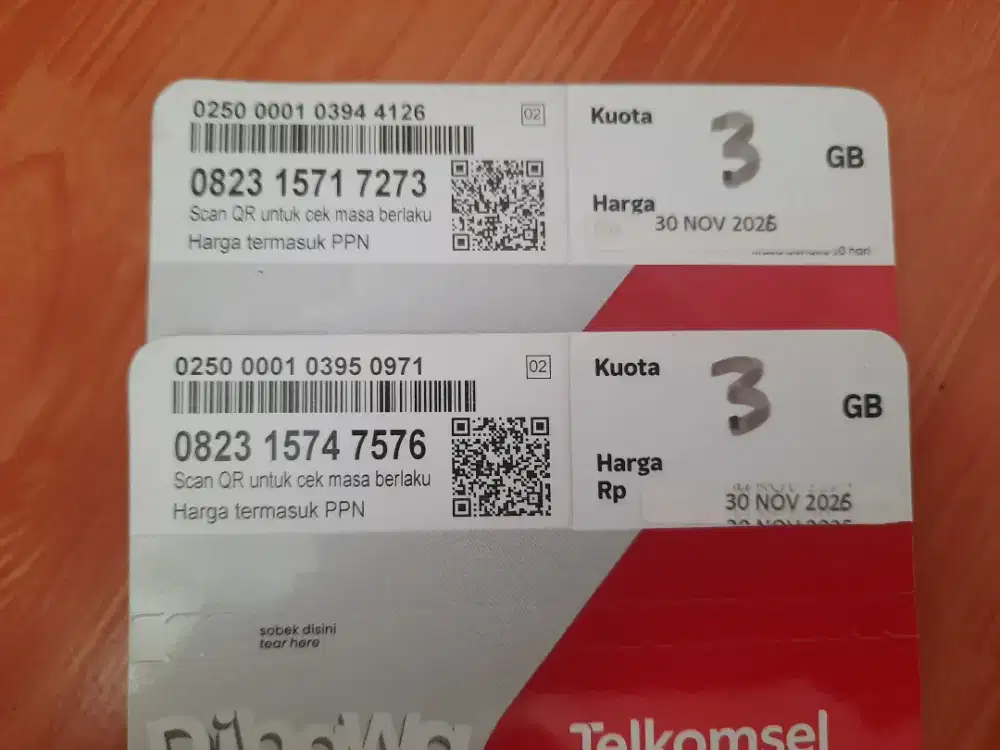 0250 0001 0394 4126
02
0823 1571 7273
Scan QR untuk cek masa berlaku
Harga termasuk PPN
Kuota
3
GB
Harga
30 NOV 2026
0250 0001 0395 0971
02
0823 1574 7576
Scan QR untuk cek masa berlaku
Harga termasuk PPN
Kuota
3
GB
Harga
Rp
30 NOV 2026
sobek disini
tear here
Telkomsel